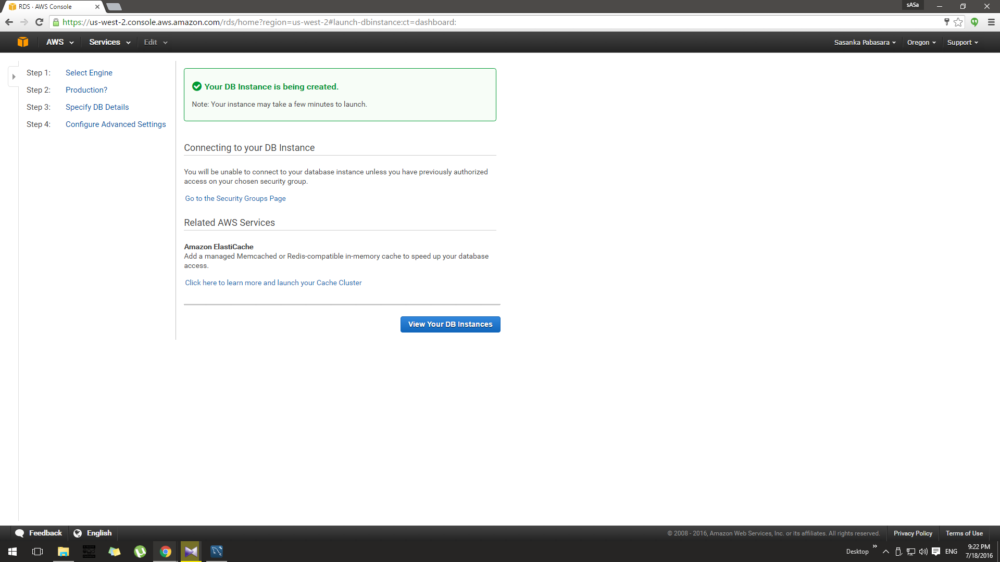 RDS · AWS Console
sASa
https://us-west-2.console.aws.amazon.com/rds/home?region=us-west-2#launch-dbinstance:ct=dashboard:
AWS Services Edit Sasanka Pabasara Oregon Support
Step 1: Select Engine
Step 2: Production?
Step 3: Specify DB Details
Step 4: Configure Advanced Settings
Your DB Instance is being created.
Note: Your instance may take a few minutes to launch.
Connecting to your DB Instance
You will be unable to connect to your database instance unless you have previously authorized
access on your chosen security group.
Go to the Security Groups Page
Related AWS Services
Amazon ElastiCache
Add a managed Memcached or Redis-compatible in-memory cache to speed up your database
access.
Click here to learn more and launch your Cache Cluster
View Your DB Instances
Feedback English © 2008 - 2016, Amazon Web Services, Inc. or its affiliates. All rights reserved. Privacy Policy Terms of Use
Desktop ENG
9:22 PM
7/18/2016